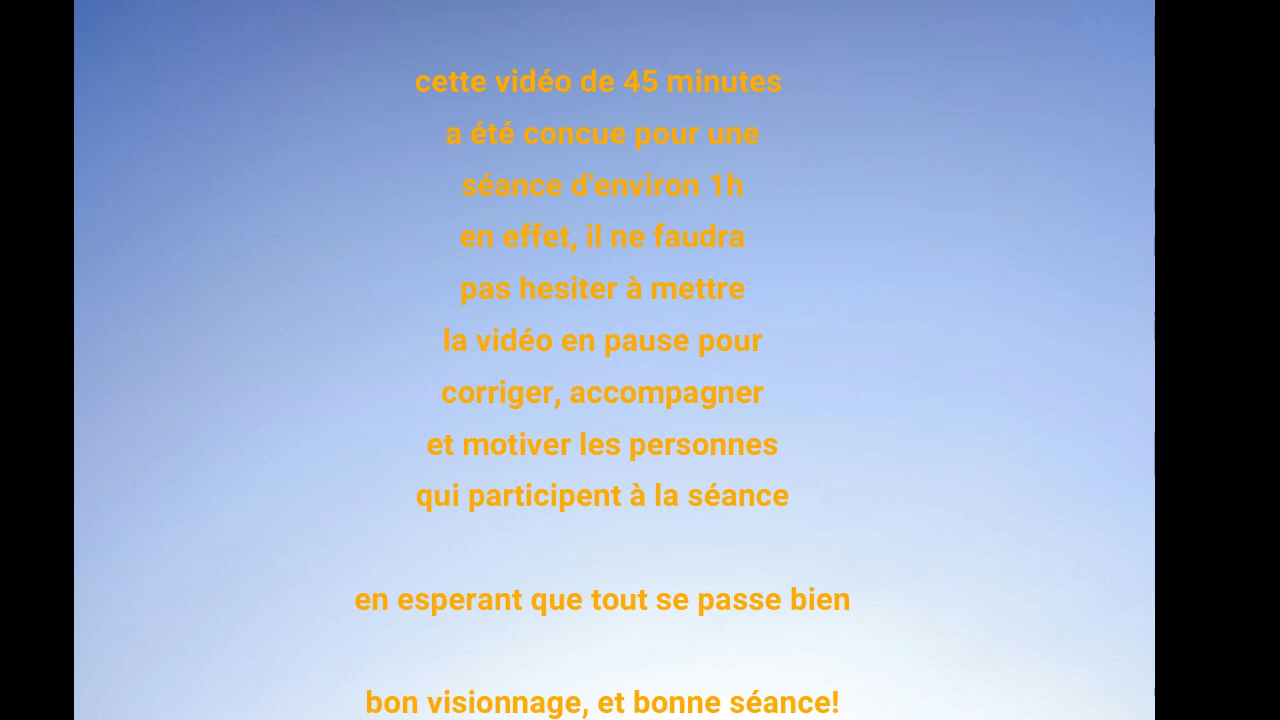 cette vidéo de 45 minutes
a été concue pour une
séance d'environ 1h
en effet, il ne faudra
pas hesiter à mettre
la vidéo en pause pour
corriger, accompagner
et motiver les personnes
qui participent à la séance
en esperant que tout se passe bien
bon visionnage, et bonne séance!